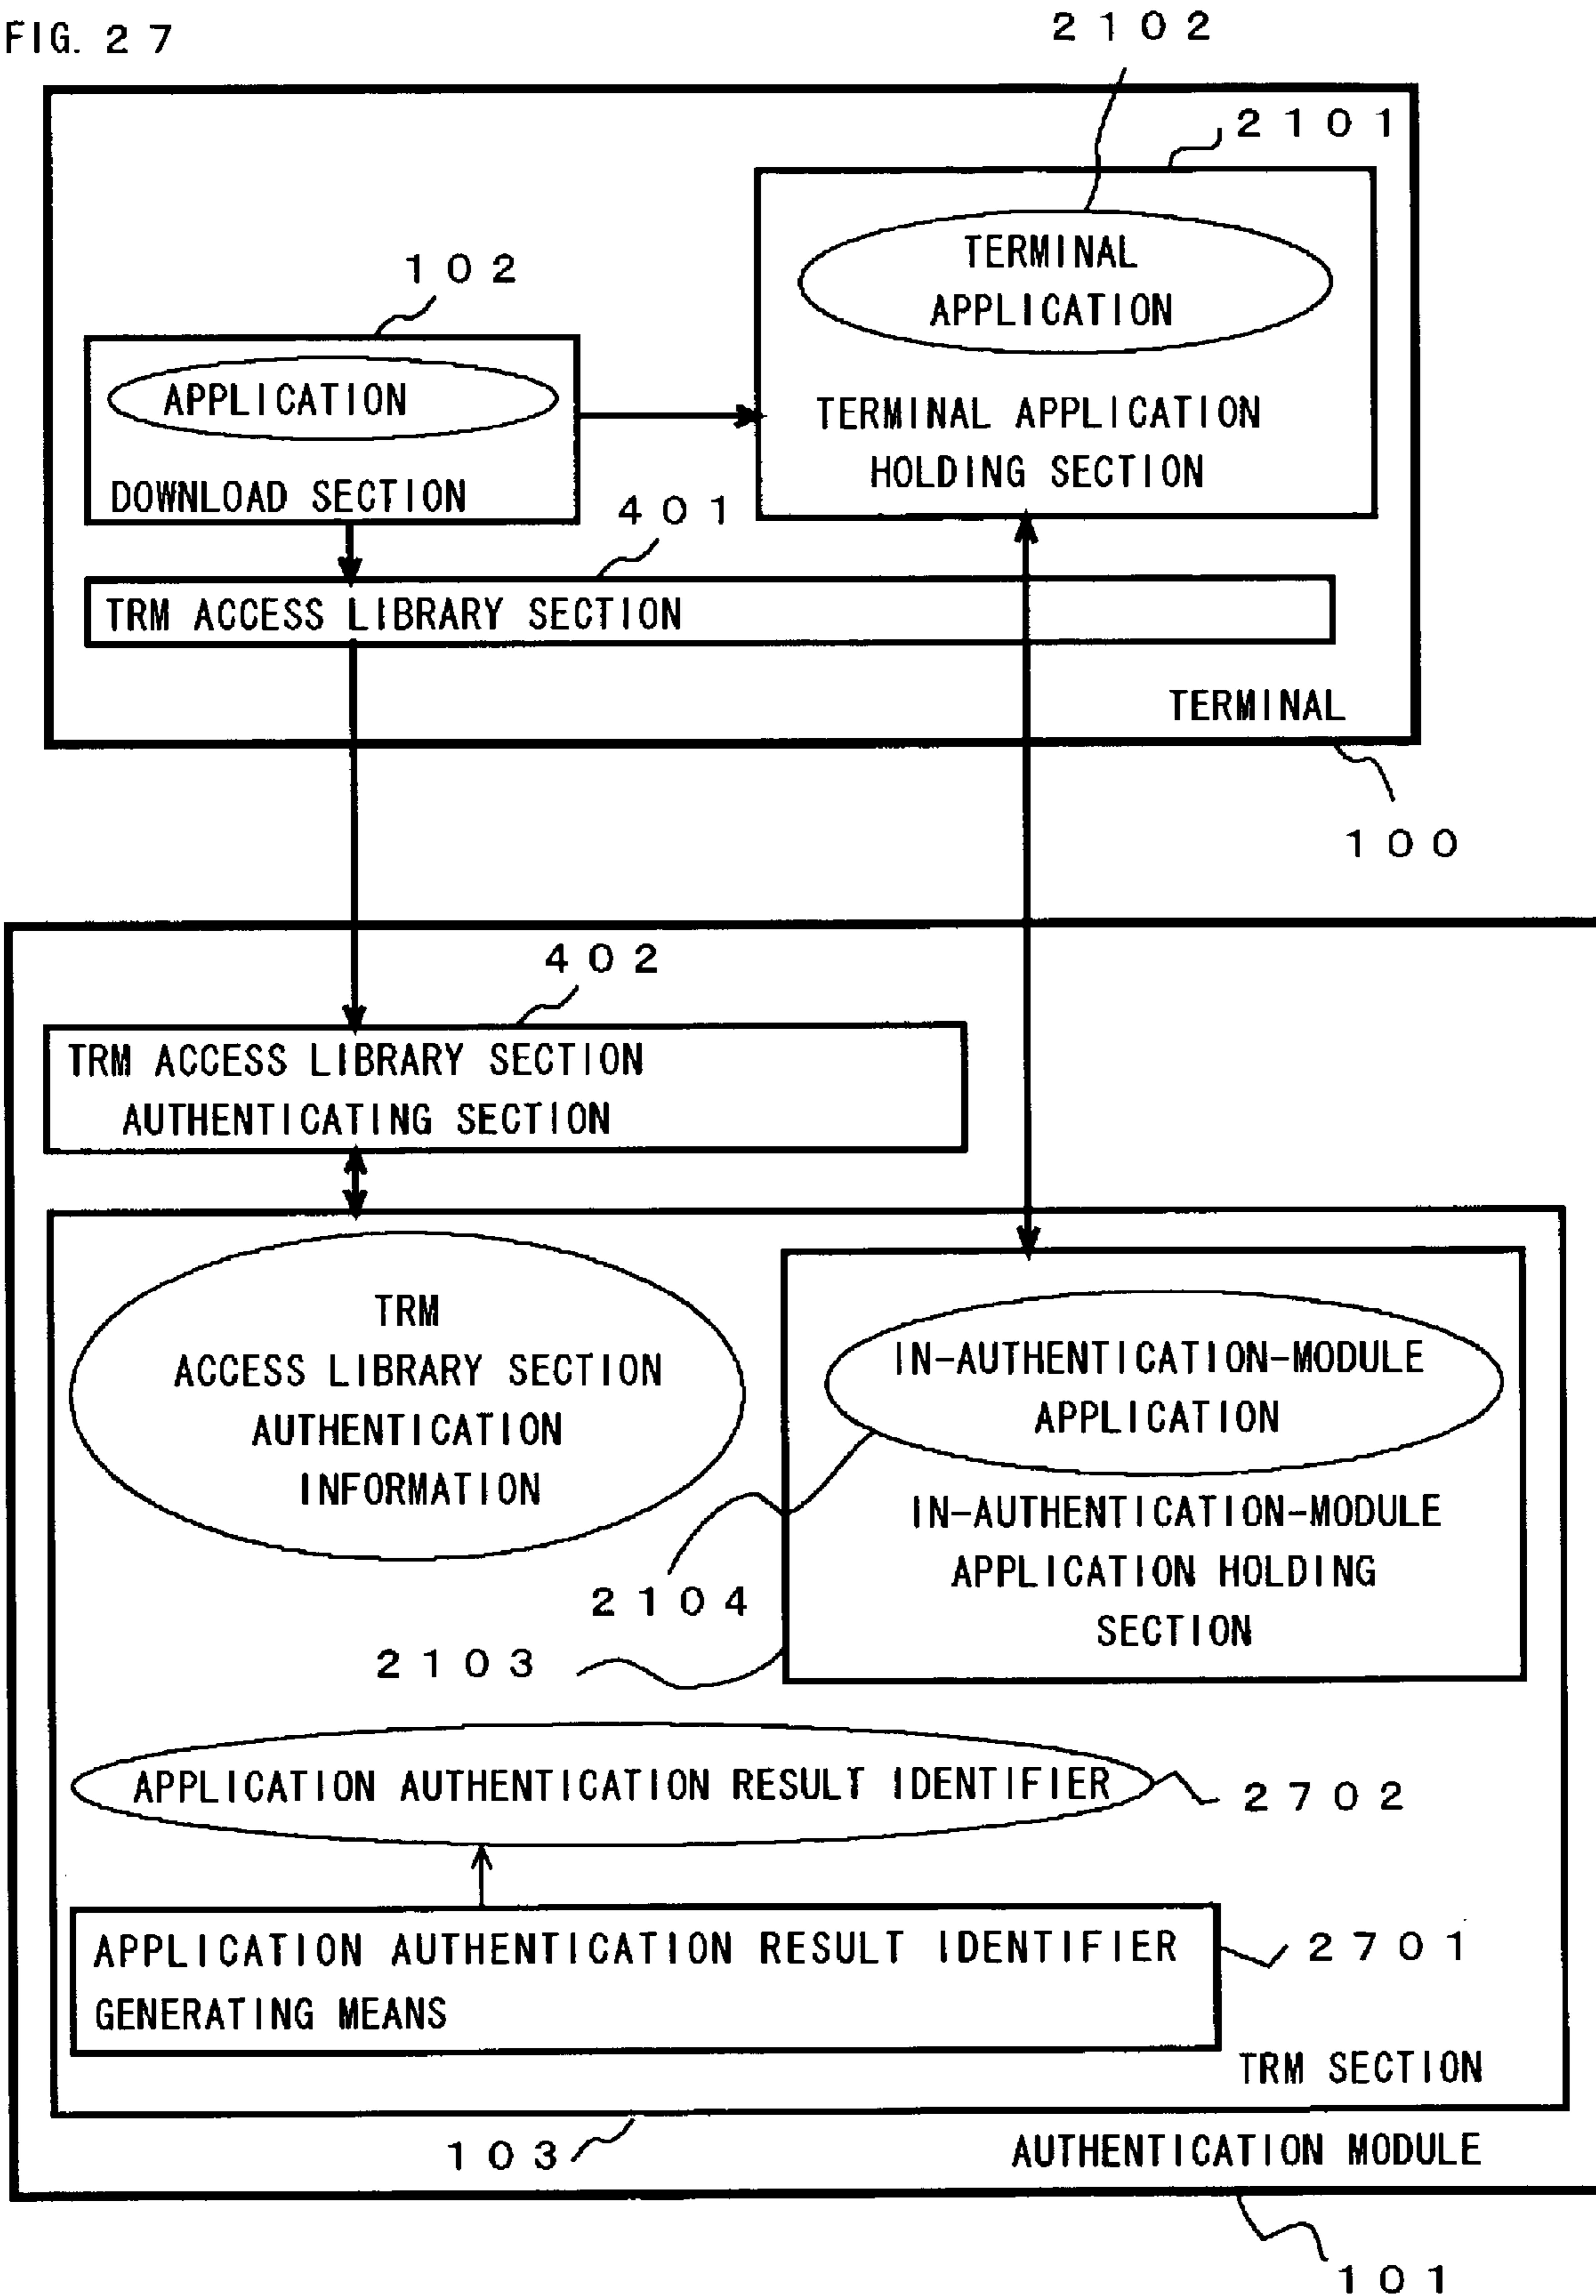 FIG. 27
2102
2101
TERMINAL
APPLICATION
102
APPLICATION
TERMINAL APPLICATION
HOLDING SECTION
DOWNLOAD SECTION
401
TRM ACCESS LIBRARY SECTION
TERMINAL
100
402
TRM ACCESS LIBRARY SECTION
AUTHENTICATING SECTION
TRM
ACCESS LIBRARY SECTION
AUTHENTICATION
INFORMATION
IN-AUTHENTICATION-MODULE
APPLICATION
IN-AUTHENTICATION-MODULE
APPLICATION HOLDING
SECTION
2104
2103
APPLICATION AUTHENTICATION RESULT IDENTIFIER
2702
APPLICATION AUTHENTICATION RESULT IDENTIFIER
GENERATING MEANS
2701
TRM SECTION
103
AUTHENTICATION MODULE
101